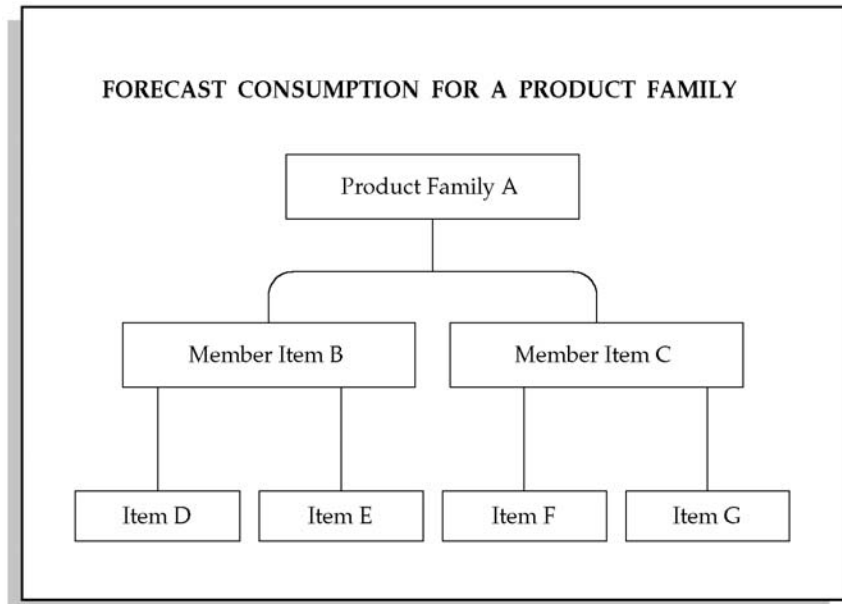 FORECAST CONSUMPTION FOR A PRODUCT FAMILY
Product Family A
Member Item B
Member Item C
Item D
Item E
Item F
Item G